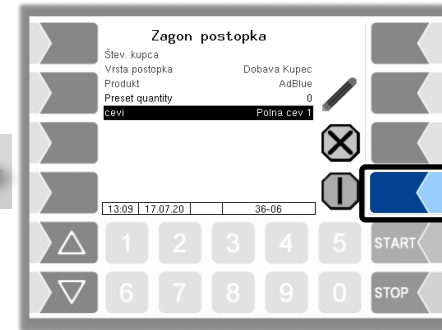 Zagon postopka
Štev. kupca
Vrsta postopka Dobava Kupec
Produkt AdBlue
Preset quantity 0
cevi Polna cev 1
13:09 17.07.20 36-06
1 2 3 4 5 START
6 7 8 9 0 STOP